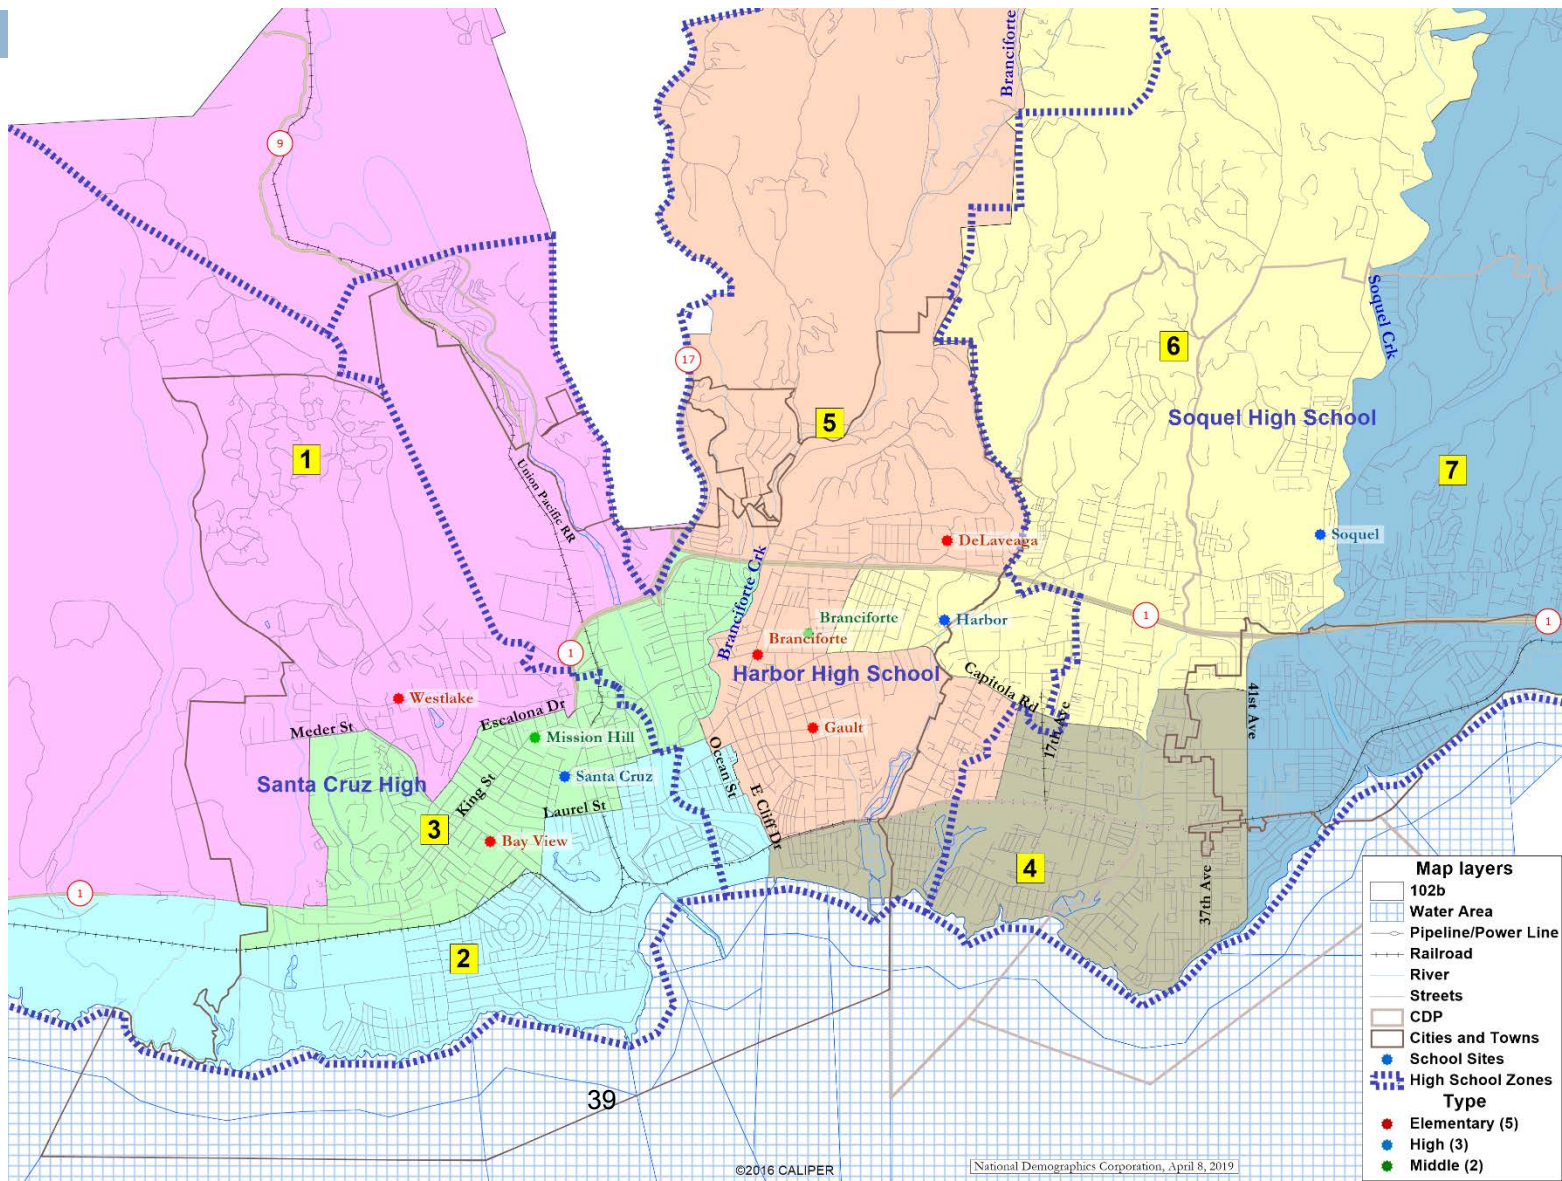 Branciforte
9
17
6
Soquel Crk
5
Soquel High School
1
7
Union Pacific RR
Soquel
DeLaveaga
Branciforte Crk
1
1
Branciforte
Harbor
Branciforte
1
Harbor High School
Capitola Rd
Westlake
Escalona Dr
41st Ave
17th Ave
Meder St
Mission Hill
Gault
Ocean St
Santa Cruz High
Santa Cruz
King St
Laurel St
E Cliff Dr
3
Bay View
4
1
37th Ave
2
39
Map layers
102b
Water Area
Pipeline/Power Line
Railroad
River
Streets
CDP
Cities and Towns
School Sites
High School Zones
Type
Elementary (5)
High (3)
Middle (2)
©2016 CALIPER
National Demographics Corporation, April 8, 2019